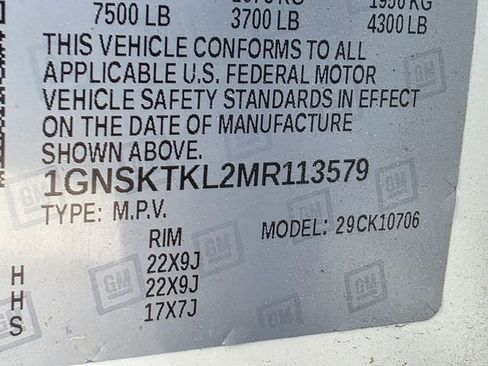 7500 LB 3700 LB 4300 LB
THIS VEHICLE CONFORMS TO ALL
APPLICABLE U.S. FEDERAL MOTOR
VEHICLE SAFETY STANDARDS IN EFFECT
ON THE DATE OF MANUFACTURE
SHOWN ABOVE.
1GNSKTKL2MR113579
TYPE: M.P.V. MODEL: 29CK10706
RIM
22X9J
H 22X9J
H 17X7J
S
GM